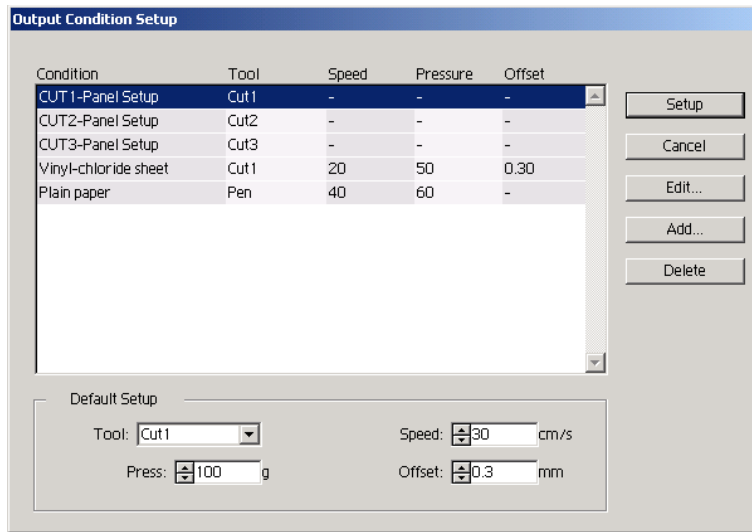 Output Condition Setup
Condition Tool Speed Pressure Offset
CUT1-Panel Setup Cut1 - - -
CUT2-Panel Setup Cut2 - - -
CUT3-Panel Setup Cut3 - - -
Vinyl-chloride sheet Cut1 20 50 0.30
Plain paper Pen 40 60 -
Setup
Cancel
Edit...
Add...
Delete
Default Setup
Tool: Cut1 Speed: 30 cm/s
Press: 100 g Offset: 0.3 mm